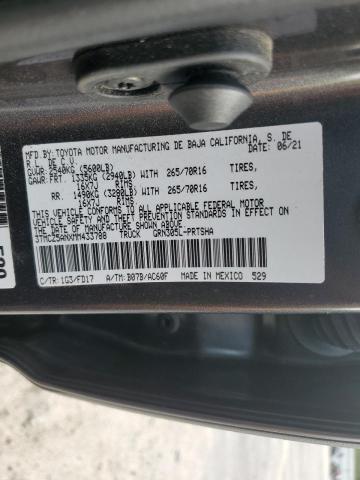 MFD.BY:TOYOTA MOTOR MANUFACTURING DE BAJA CALIFORNIA, S. DE
R.L. DE C.V. DATE: 06/21
GVWR:2540KG (5600LB)
GAWR:FRT. 1335KG (2940LB)WITH 265/70R16 TIRES,
16X7J RIMS
RR. 1490KG (3280LB)WITH 265/70R16 TIRES,
16X7J RIMS
THIS VEHICLE CONFORMS TO ALL APPLICABLE FEDERAL MOTOR
VEHICLE SAFETY AND THEFT PREVENTION STANDARDS IN EFFECT ON
THE DATE OF MANUFACTURE SHOWN ABOVE.
TRUCK GRN305L-PRTSHA
C/TR:1G3/FD17 A/TM:B07B/AC60F MADE IN MEXICO 529